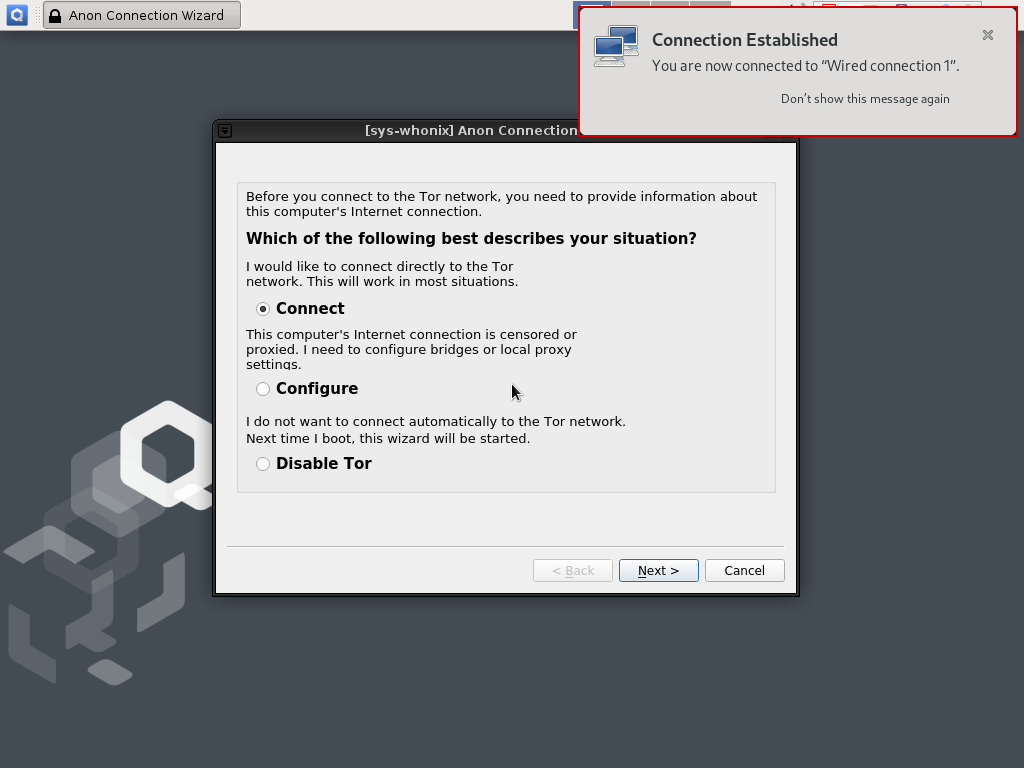 Anon Connection Wizard
Connection Established
You are now connected to “Wired connection 1”.
Don’t show this message again
[sys-whonix] Anon Connection
Before you connect to the Tor network, you need to provide information about
this computer's Internet connection.
Which of the following best describes your situation?
I would like to connect directly to the Tor
network. This will work in most situations.
Connect
This computer's Internet connection is censored or
proxied. I need to configure bridges or local proxy
settings.
Configure
I do not want to connect automatically to the Tor network.
Next time I boot, this wizard will be started.
Disable Tor
< Back
Next >
Cancel